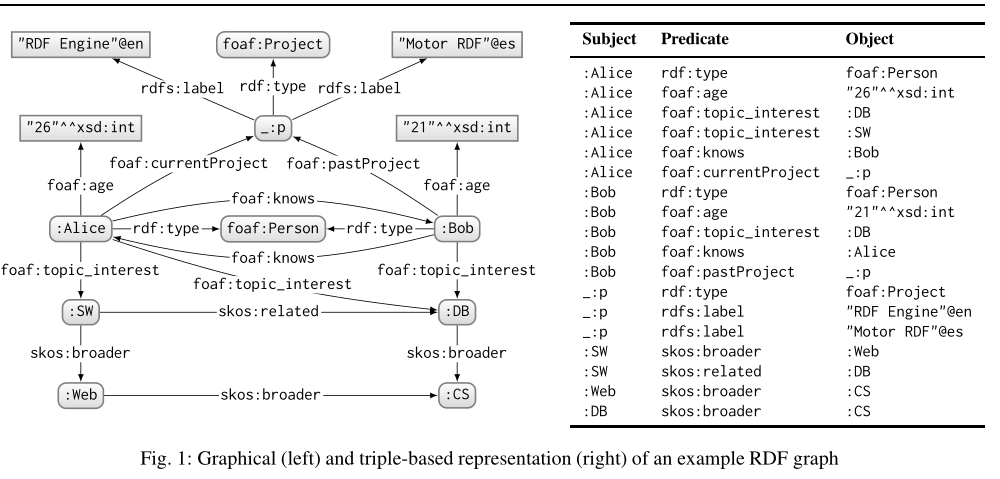 "RDF Engine"@en foaf:Project "Motor RDF"@es
rdfs:label rdf:type rdfs:label
"26"^^xsd:int _:p "21"^^xsd:int
foaf:currentProject foaf:pastProject
foaf:age foaf:age
foaf:knows
:Alice rdf:type foaf:Person rdf:type :Bob
foaf:knows
foaf:topic_interest foaf:topic_interest
foaf:topic_interest
:SW skos:related :DB
skos:broader skos:broader
:Web skos:broader :CS
Subject Predicate Object
:Alice rdf:type foaf:Person
:Alice foaf:age "26"^^xsd:int
:Alice foaf:topic_interest :DB
:Alice foaf:topic_interest :SW
:Alice foaf:knows :Bob
:Alice foaf:currentProject _:p
:Bob rdf:type foaf:Person
:Bob foaf:age "21"^^xsd:int
:Bob foaf:topic_interest :DB
:Bob foaf:knows :Alice
:Bob foaf:pastProject _:p
_:p rdf:type foaf:Project
_:p rdfs:label "RDF Engine"@en
_:p rdfs:label "Motor RDF"@es
:SW skos:broader :Web
:SW skos:related :DB
:Web skos:broader :CS
:DB skos:broader :CS
Fig. 1: Graphical (left) and triple-based representation (right) of an example RDF graph